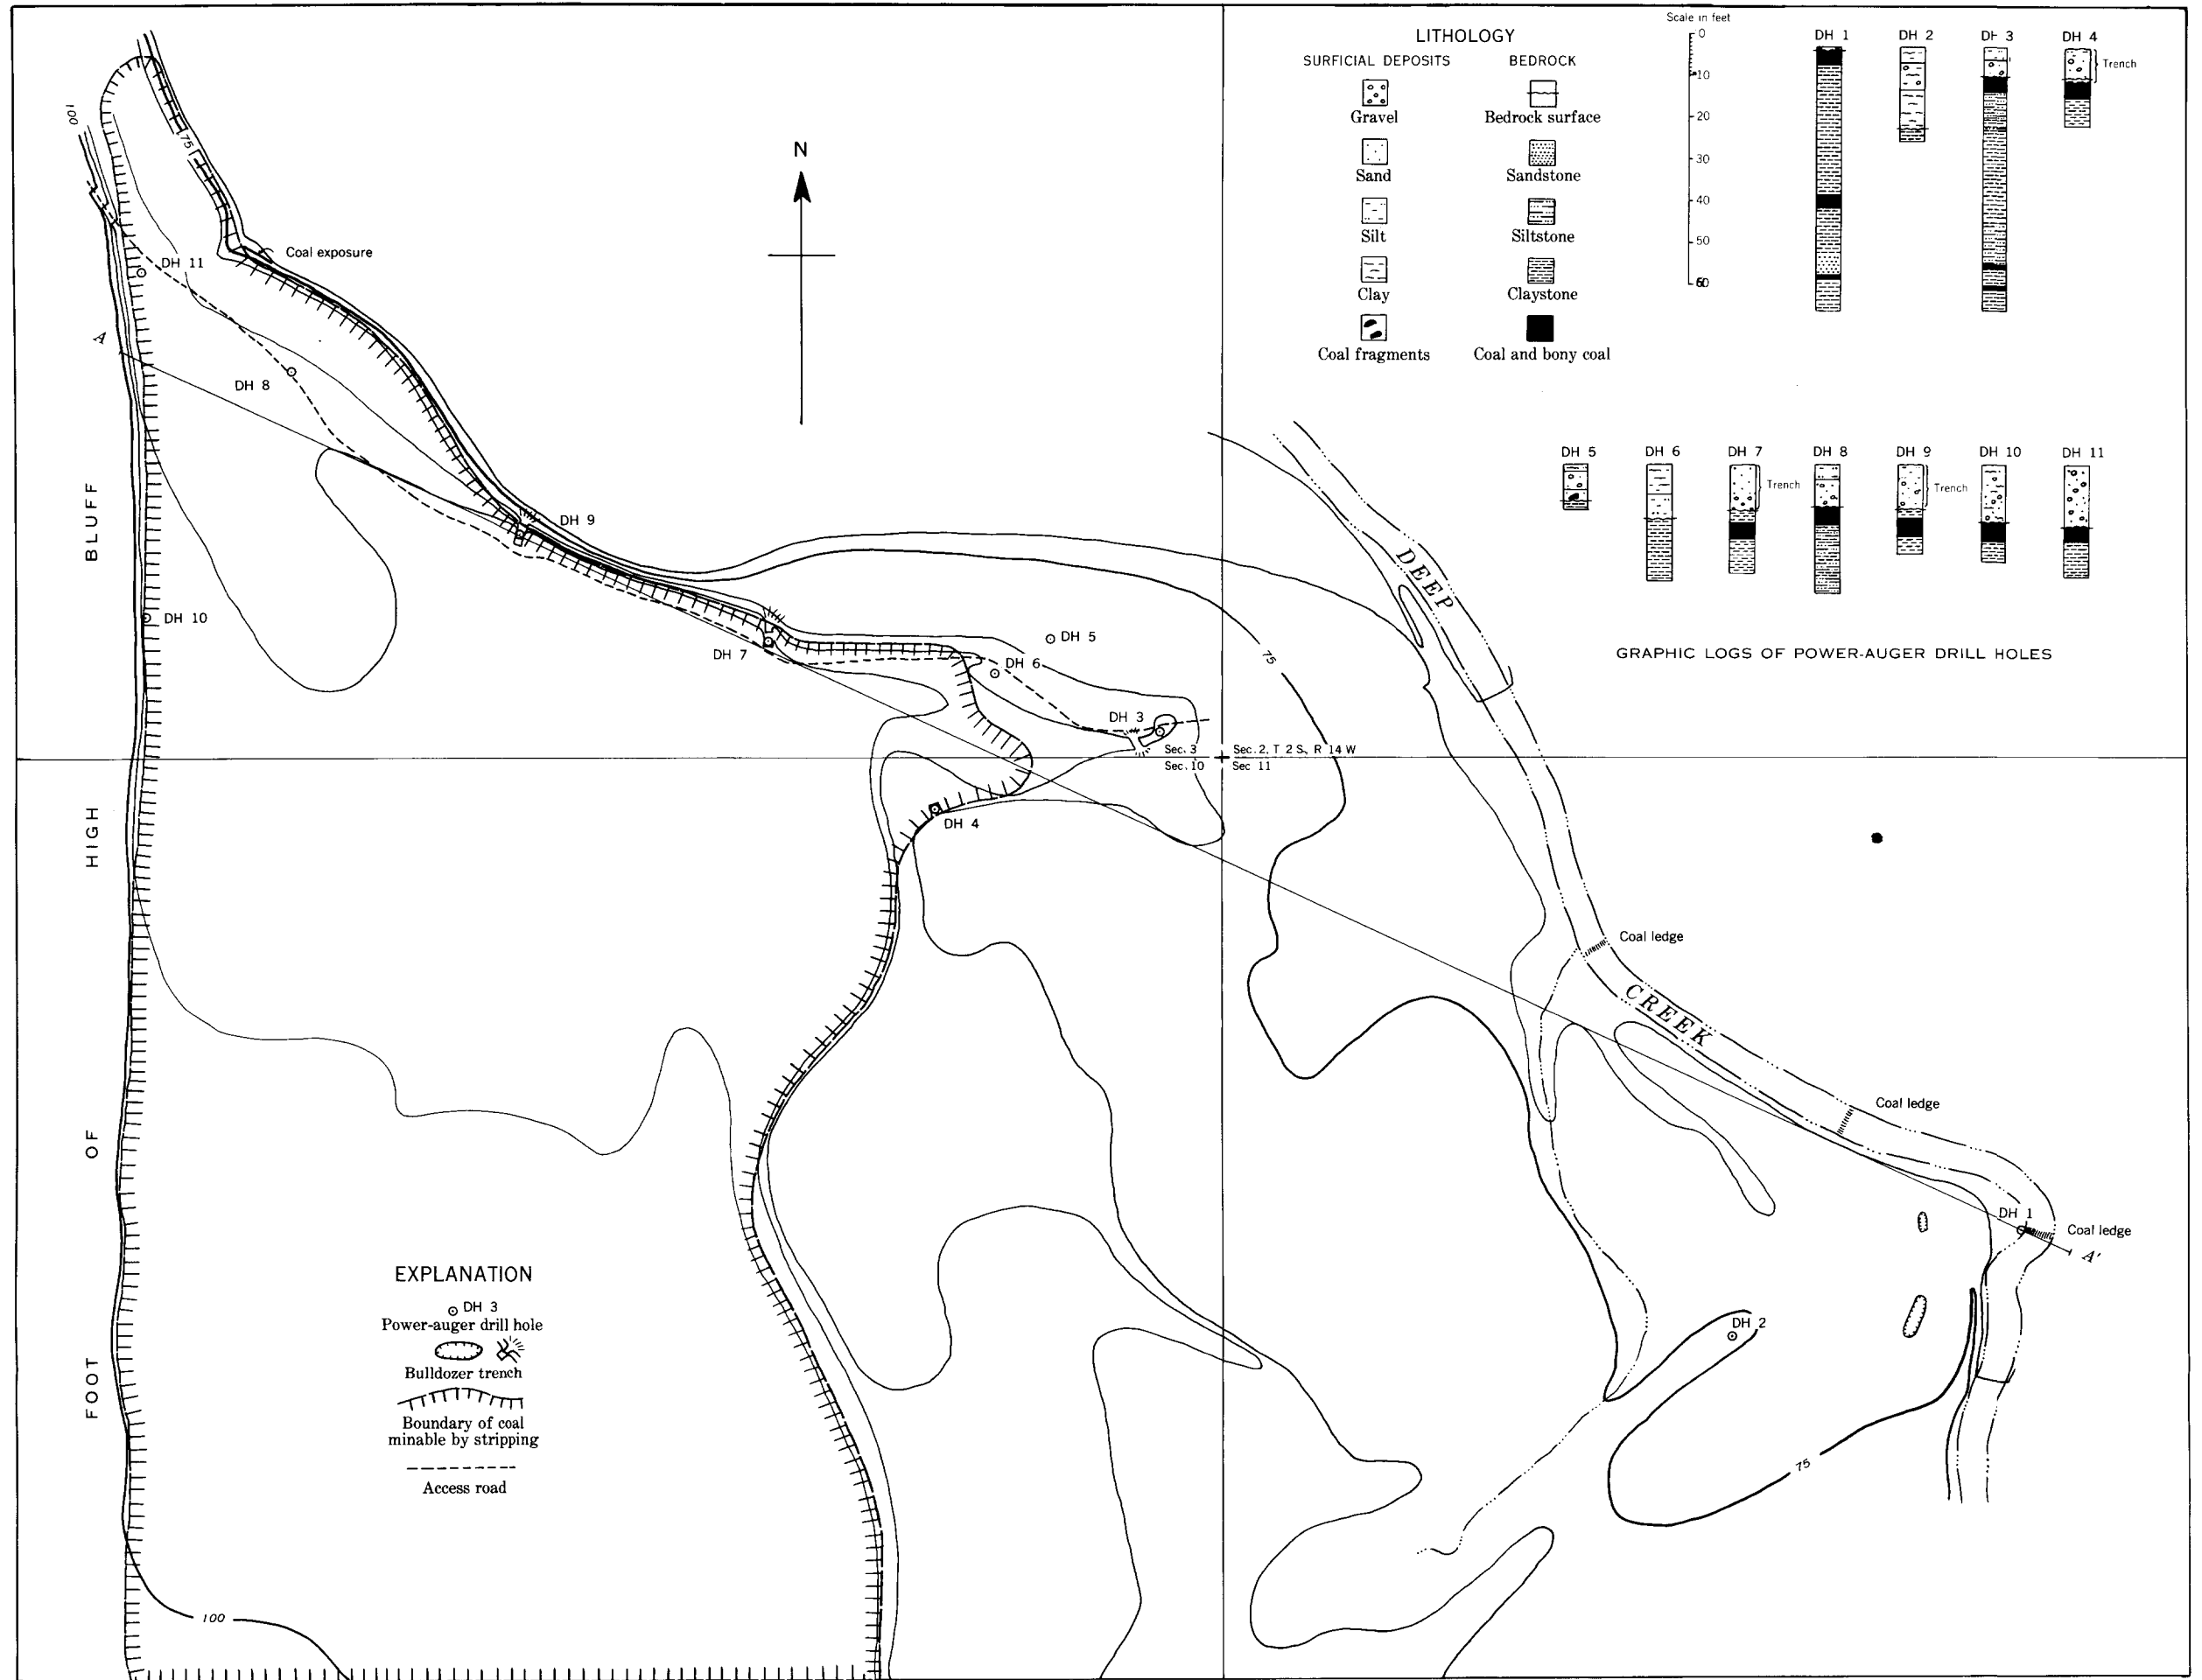 LITHOLOGY
SURFICIAL DEPOSITS
BEDROCK
Gravel
Bedrock surface
Sand
Sandstone
Silt
Siltstone
Clay
Claystone
Coal fragments
Coal and bony coal
Scale in feet
0
10
20
30
40
50
60
DH 1
DH 2
DH 3
DH 4
Trench
DH 5
DH 6
DH 7
DH 8
DH 9
DH 10
DH 11
Trench
Trench
GRAPHIC LOGS OF POWER-AUGER DRILL HOLES
N
100
75
Coal exposure
DH 11
A
DH 8
DH 9
DH 10
DH 7
DH 5
DH 6
DH 3
DH 4
75
Sec. 3
Sec. 2, T 2 S, R 14 W
Sec. 10
Sec 11
DEEP
CREEK
Coal ledge
Coal ledge
DH 1
Coal ledge
A'
DH 2
75
FOOT OF HIGH BLUFF
EXPLANATION
DH 3
Power-auger drill hole
Bulldozer trench
Boundary of coal
minable by stripping
Access road
100